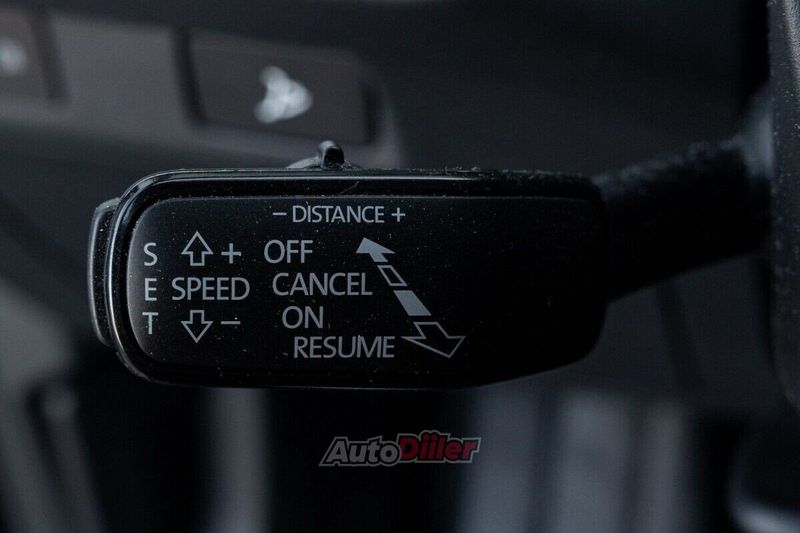 − DISTANCE +
S + OFF
E SPEED CANCEL
T − ON
RESUME
AutoDiiler